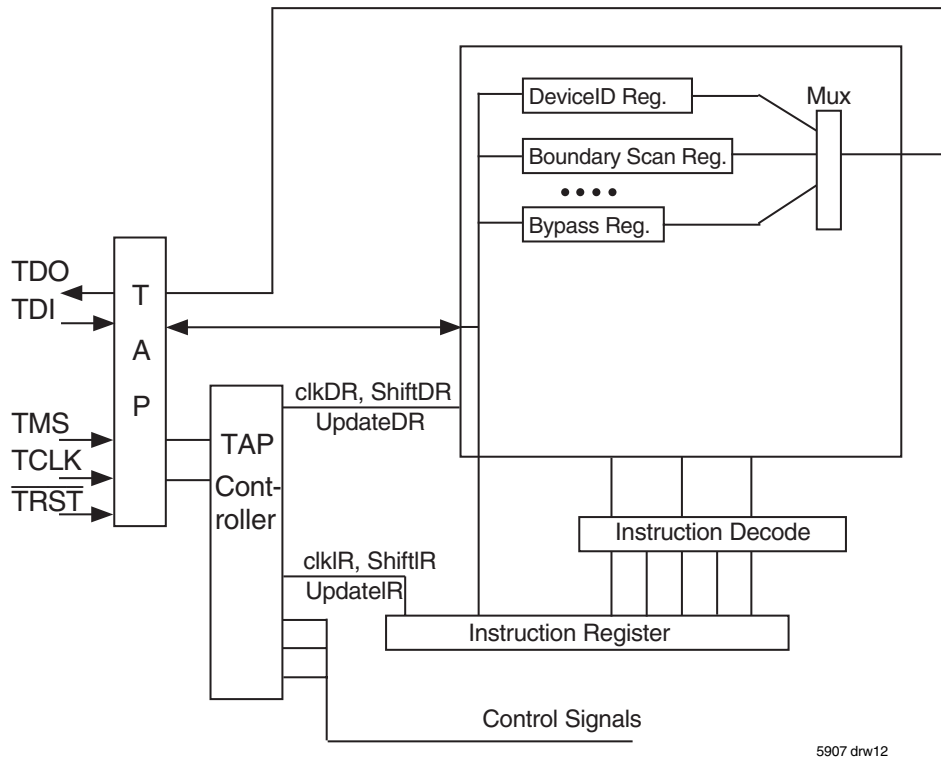 DeviceID Reg.
Mux
Boundary Scan Reg.
Bypass Reg.
TDO
TDI
T
A
P
TMS
TCLK
TRST
clkDR, ShiftDR
UpdateDR
TAP
Cont-
roller
Instruction Decode
clkIR, ShiftIR
UpdateIR
Instruction Register
Control Signals
5907 drw12